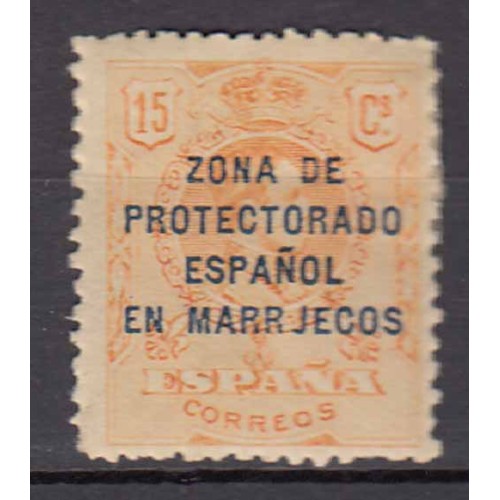 15 Cs
ZONA DE
PROTECTORADO
ESPAÑOL
EN MARRJECOS
ESPAÑA
CORREOS